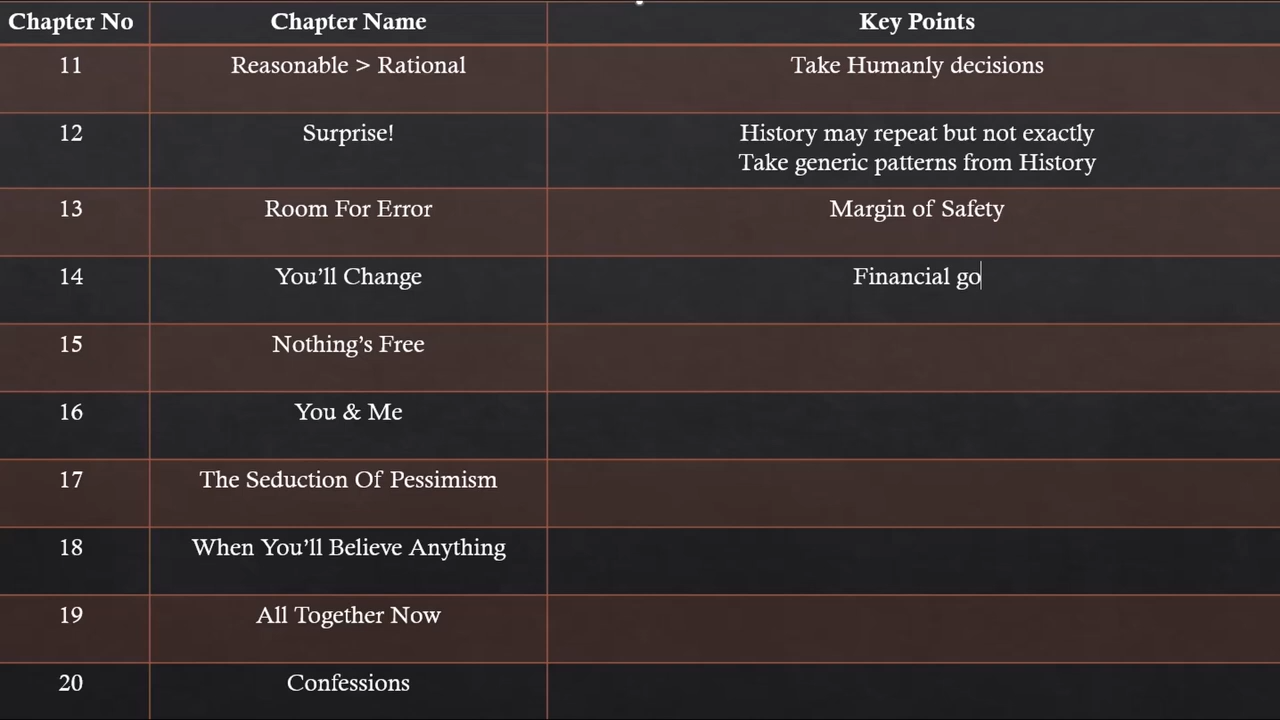 Chapter No Chapter Name Key Points
11 Reasonable > Rational Take Humanly decisions
12 Surprise! History may repeat but not exactly
Take generic patterns from History
13 Room For Error Margin of Safety
14 You’ll Change Financial go
15 Nothing’s Free
16 You & Me
17 The Seduction Of Pessimism
18 When You’ll Believe Anything
19 All Together Now
20 Confessions